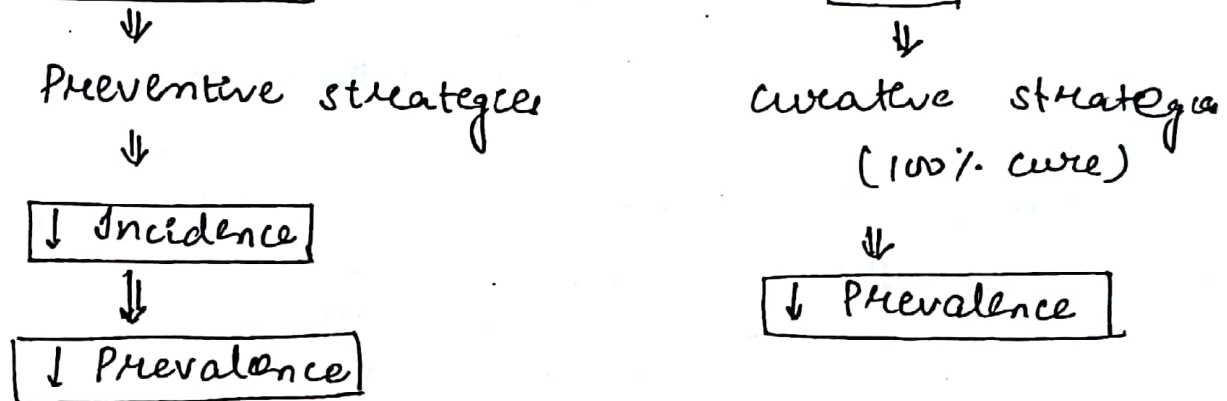 ⇓
Preventive strategies
⇓
↓ Incidence
⇓
↓ Prevalence
⇓
curative strategies
(100% cure)
⇓
↓ Prevalence